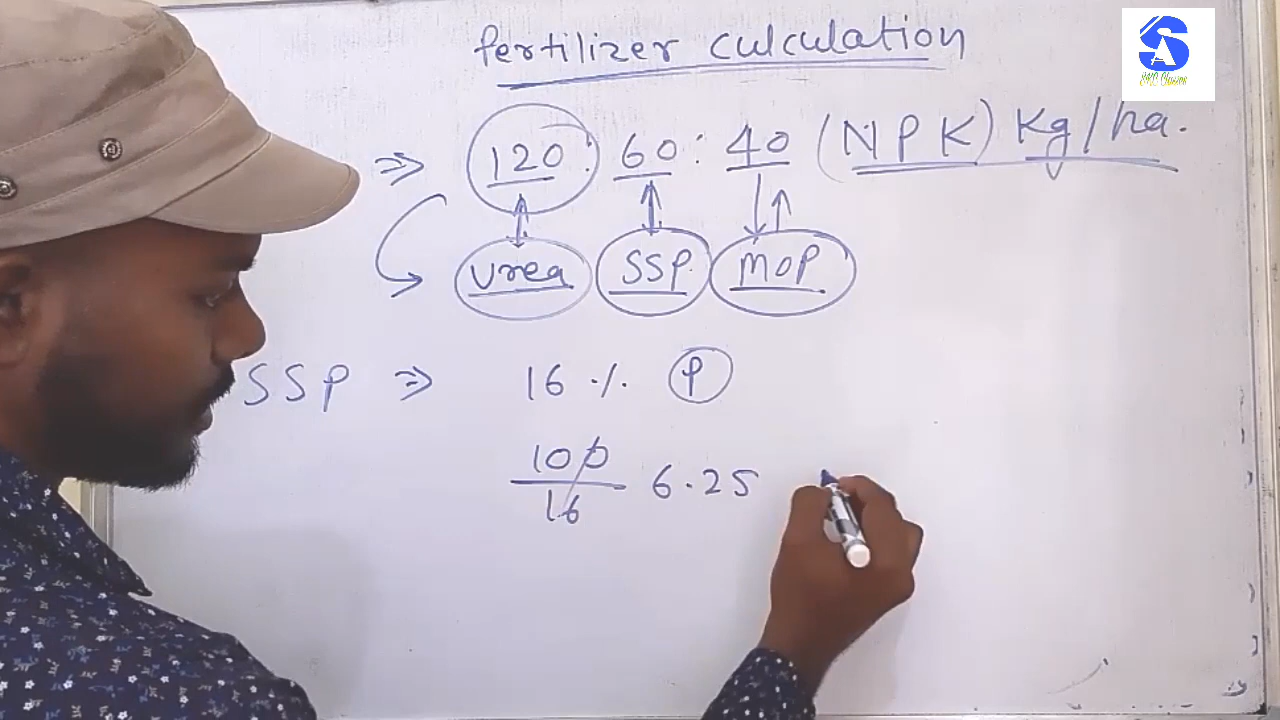 fertilizer culculation
⇒ 120: 60: 40 (NPK) Kg/ha.
Urea SSP MOP
SSP ⇒ 16 % P
100
16
6.25